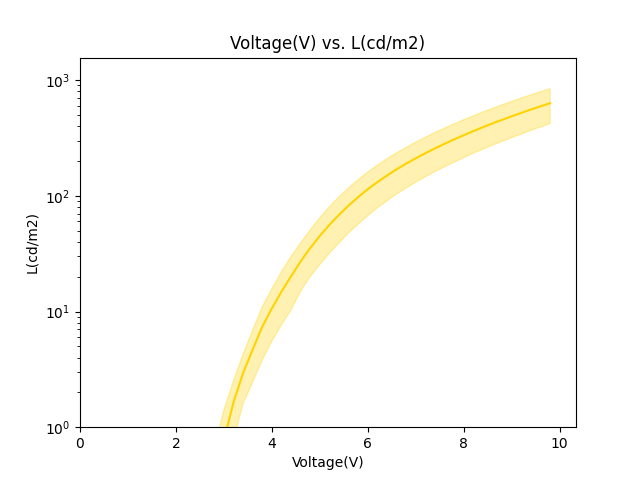 Voltage(V) vs. L(cd/m2)
10³
10²
10¹
10⁰
L(cd/m2)
0 2 4 6 8 10
Voltage(V)